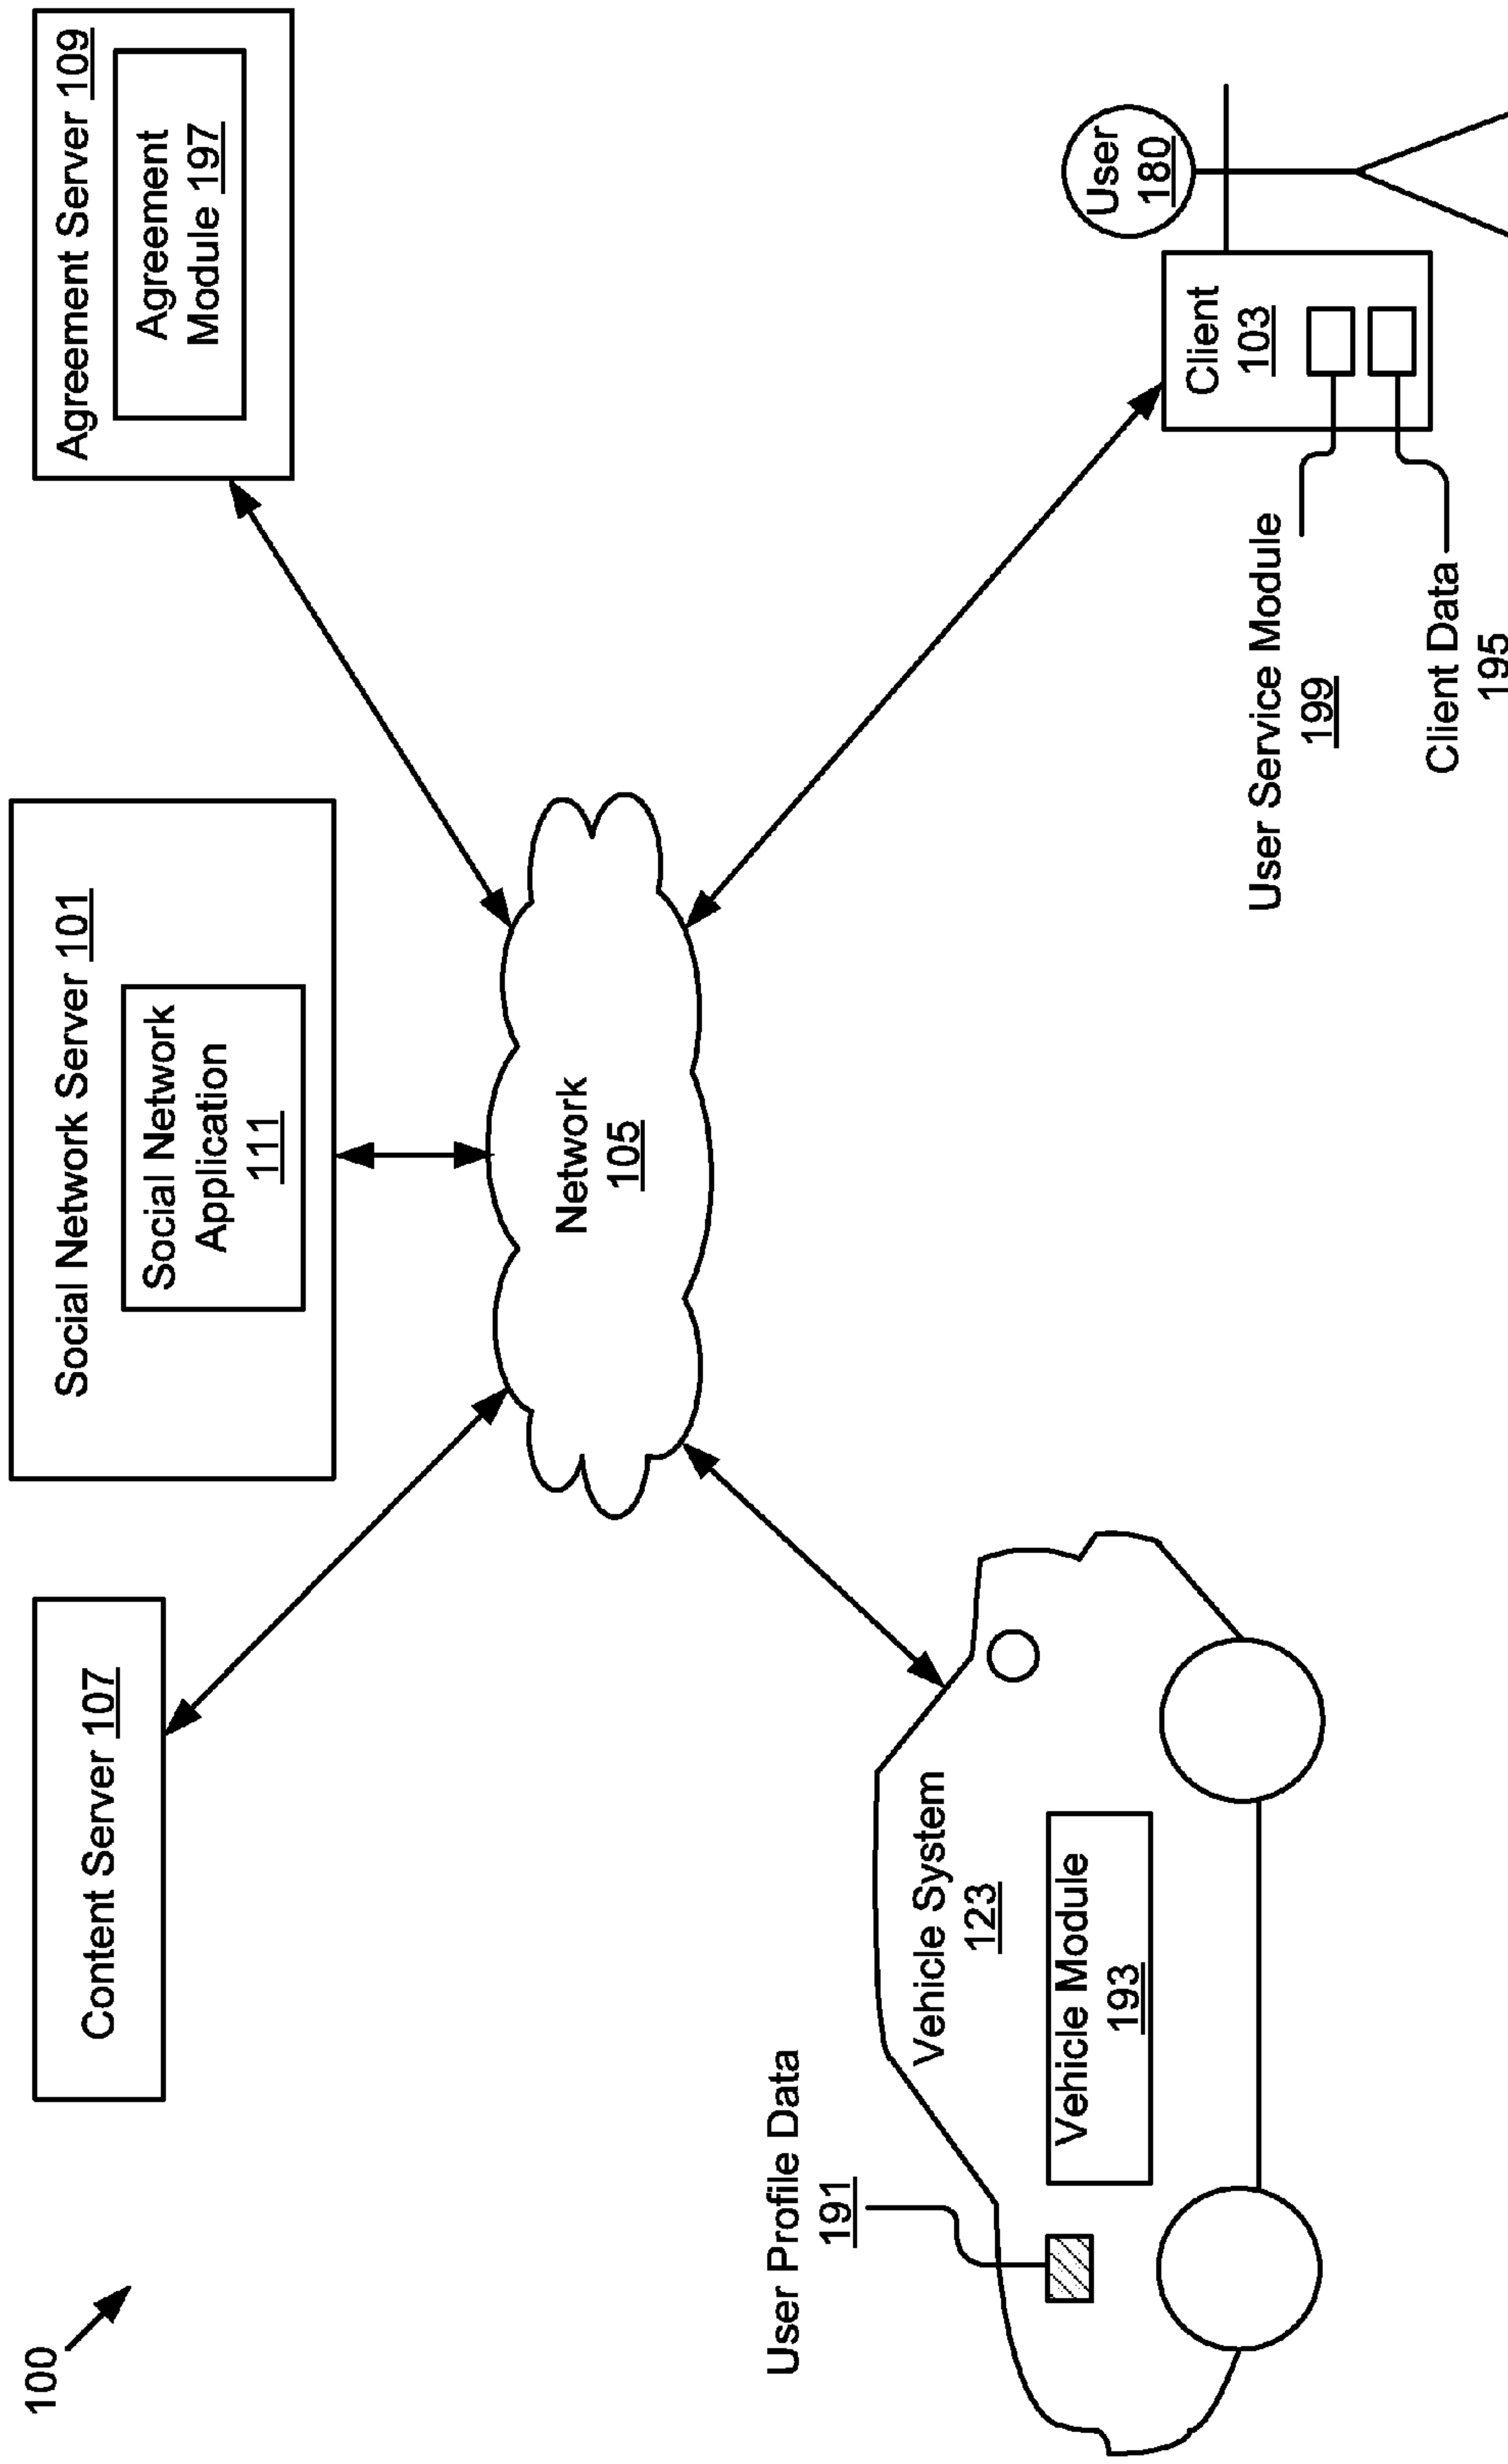 100
Content Server 107
Social Network Server 101
Social Network
Application
111
Agreement Server 109
Agreement
Module 197
Network
105
User Profile Data
191
Vehicle System
123
Vehicle Module
193
User
180
Client
103
User Service Module
199
Client Data
195